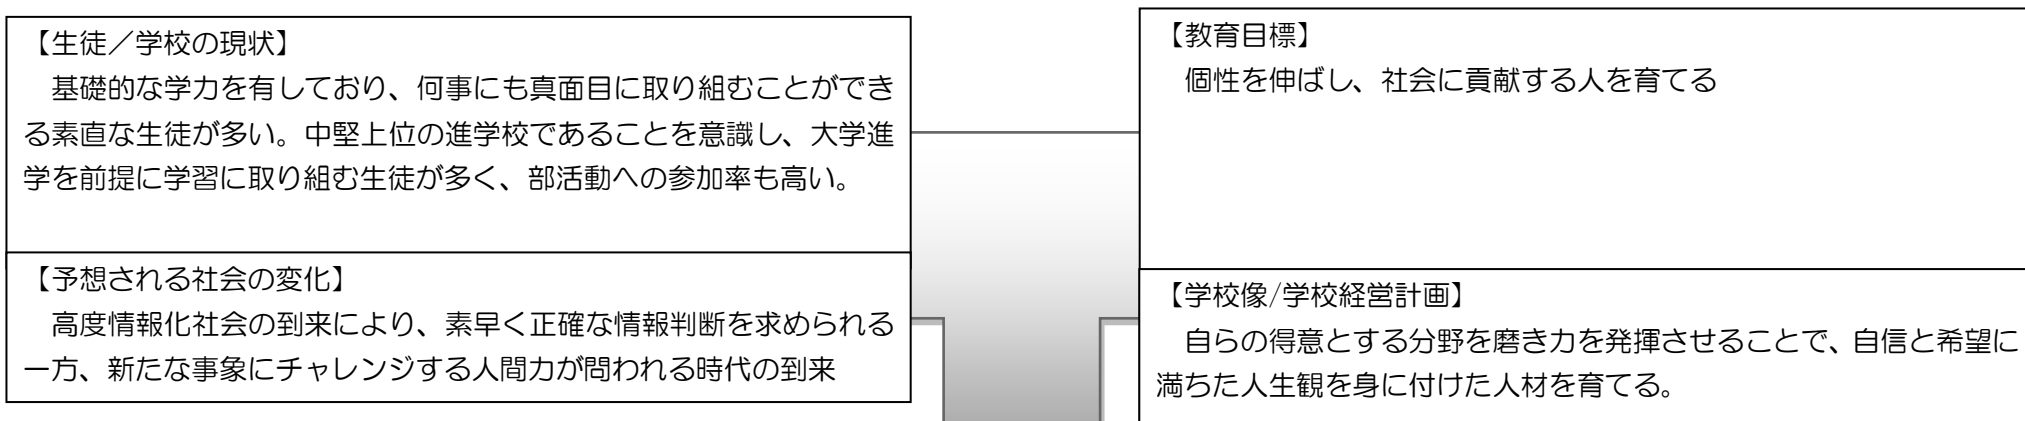 【生徒／学校の現状】
基礎的な学力を有しており、何事にも真面目に取り組むことができ
る素直な生徒が多い。中堅上位の進学校であることを意識し、大学進
学を前提に学習に取り組む生徒が多く、部活動への参加率も高い。
【予想される社会の変化】
高度情報化社会の到来により、素早く正確な情報判断を求められる
一方、新たな事象にチャレンジする人間力が問われる時代の到来
【教育目標】
個性を伸ばし、社会に貢献する人を育てる
【学校像/学校経営計画】
自らの得意とする分野を磨き力を発揮させることで、自信と希望に
満ちた人生観を身に付けた人材を育てる。